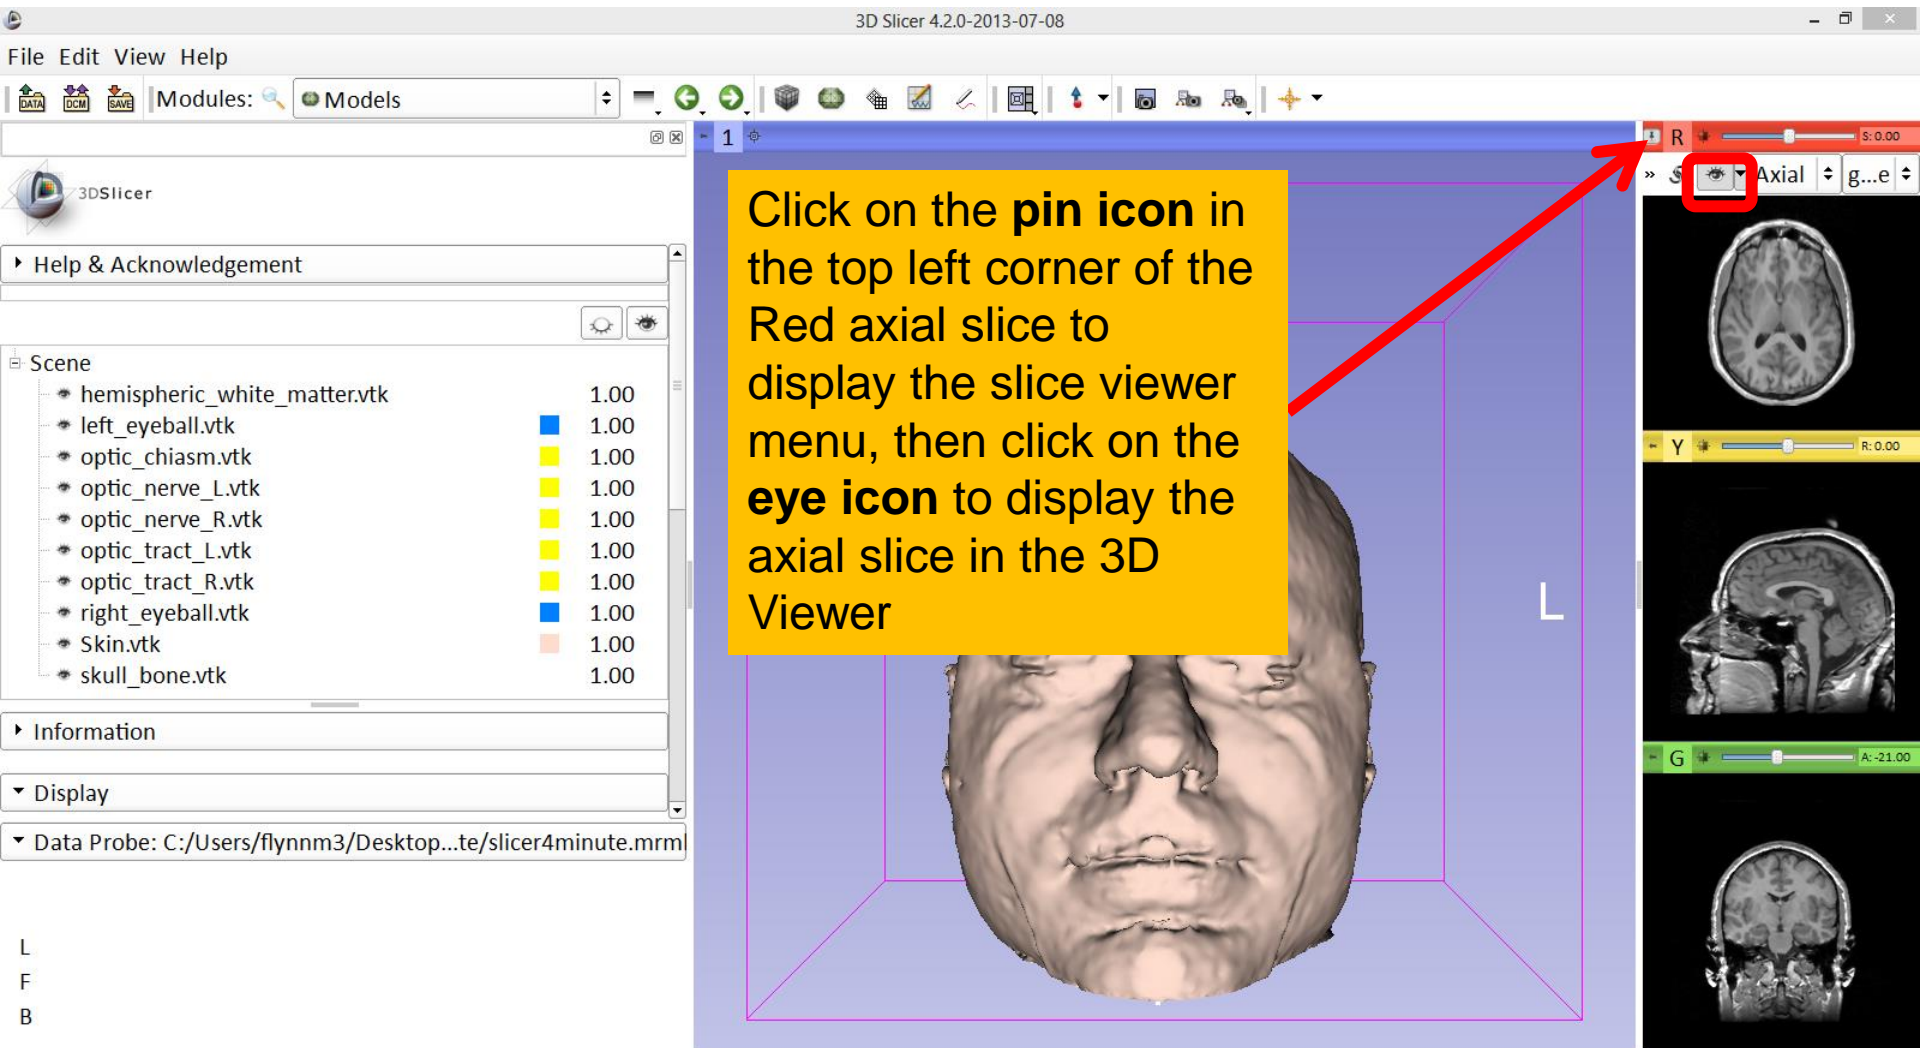 3D Slicer 4.2.0-2013-07-08
File Edit View Help
DATA DCM SAVE Modules: Models
1
R S: 0.00
3DSlicer
» Axial g...e
Click on the pin icon in
the top left corner of the
Red axial slice to
display the slice viewer
menu, then click on the
eye icon to display the
axial slice in the 3D
Viewer
Help & Acknowledgement
Scene
hemispheric_white_matter.vtk 1.00
left_eyeball.vtk 1.00
optic_chiasm.vtk 1.00
optic_nerve_L.vtk 1.00
optic_nerve_R.vtk 1.00
optic_tract_L.vtk 1.00
optic_tract_R.vtk 1.00
right_eyeball.vtk 1.00
Skin.vtk 1.00
skull_bone.vtk 1.00
Y R: 0.00
L
Information
G A: -21.00
Display
Data Probe: C:/Users/flynnm3/Desktop...te/slicer4minute.mrml
L
F
B